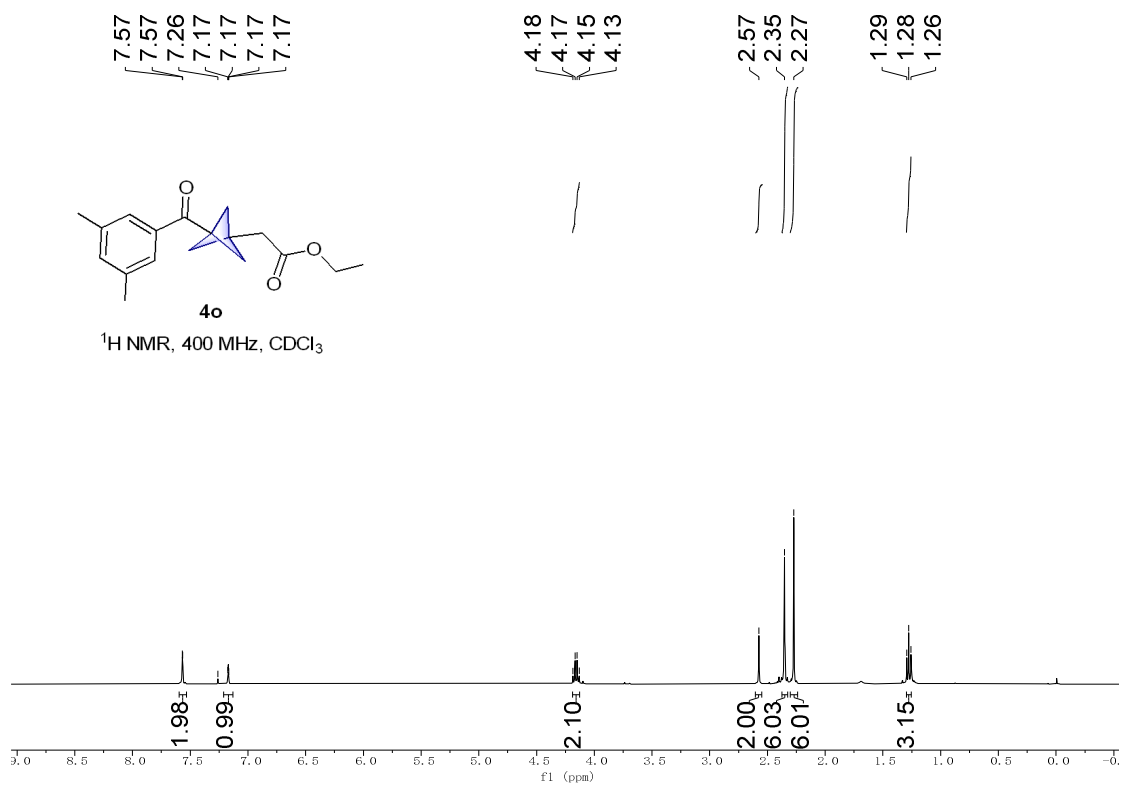 7.57 7.57 7.26 7.17 7.17 7.17 7.17 4.18 4.17 4.15 4.13 2.57 2.35 2.27 1.29 1.28 1.26
O
O
O
4o
¹H NMR, 400 MHz, CDCl₃
1.98 0.99 2.10 2.00 6.03 6.01 3.15
9.0 8.5 8.0 7.5 7.0 6.5 6.0 5.5 5.0 4.5 4.0 3.5 3.0 2.5 2.0 1.5 1.0 0.5 0.0 -0.
f1 (ppm)